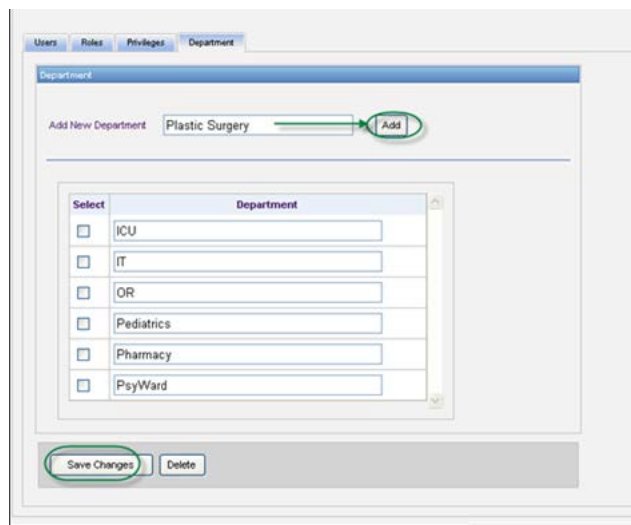 Users Roles Privileges Department
Department
Add New Department Plastic Surgery Add
Select Department
ICU
IT
OR
Pediatrics
Pharmacy
PsyWard
Save Changes Delete